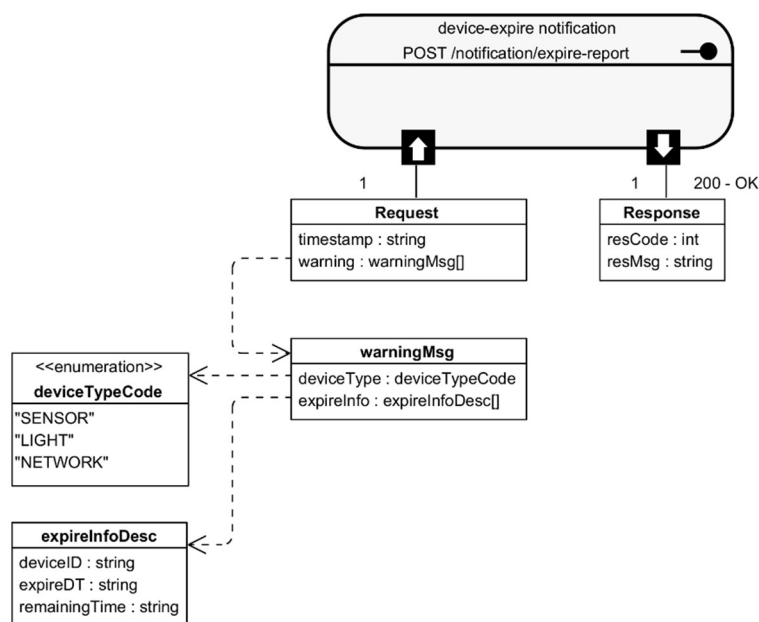 device-expire notification
POST /notification/expire-report
1
1 200 - OK
Request
timestamp : string
warning : warningMsg[]
Response
resCode : int
resMsg : string
warningMsg
deviceType : deviceTypeCode
expireInfo : expireInfoDesc[]
<<enumeration>>
deviceTypeCode
"SENSOR"
"LIGHT"
"NETWORK"
expireInfoDesc
deviceID : string
expireDT : string
remainingTime : string